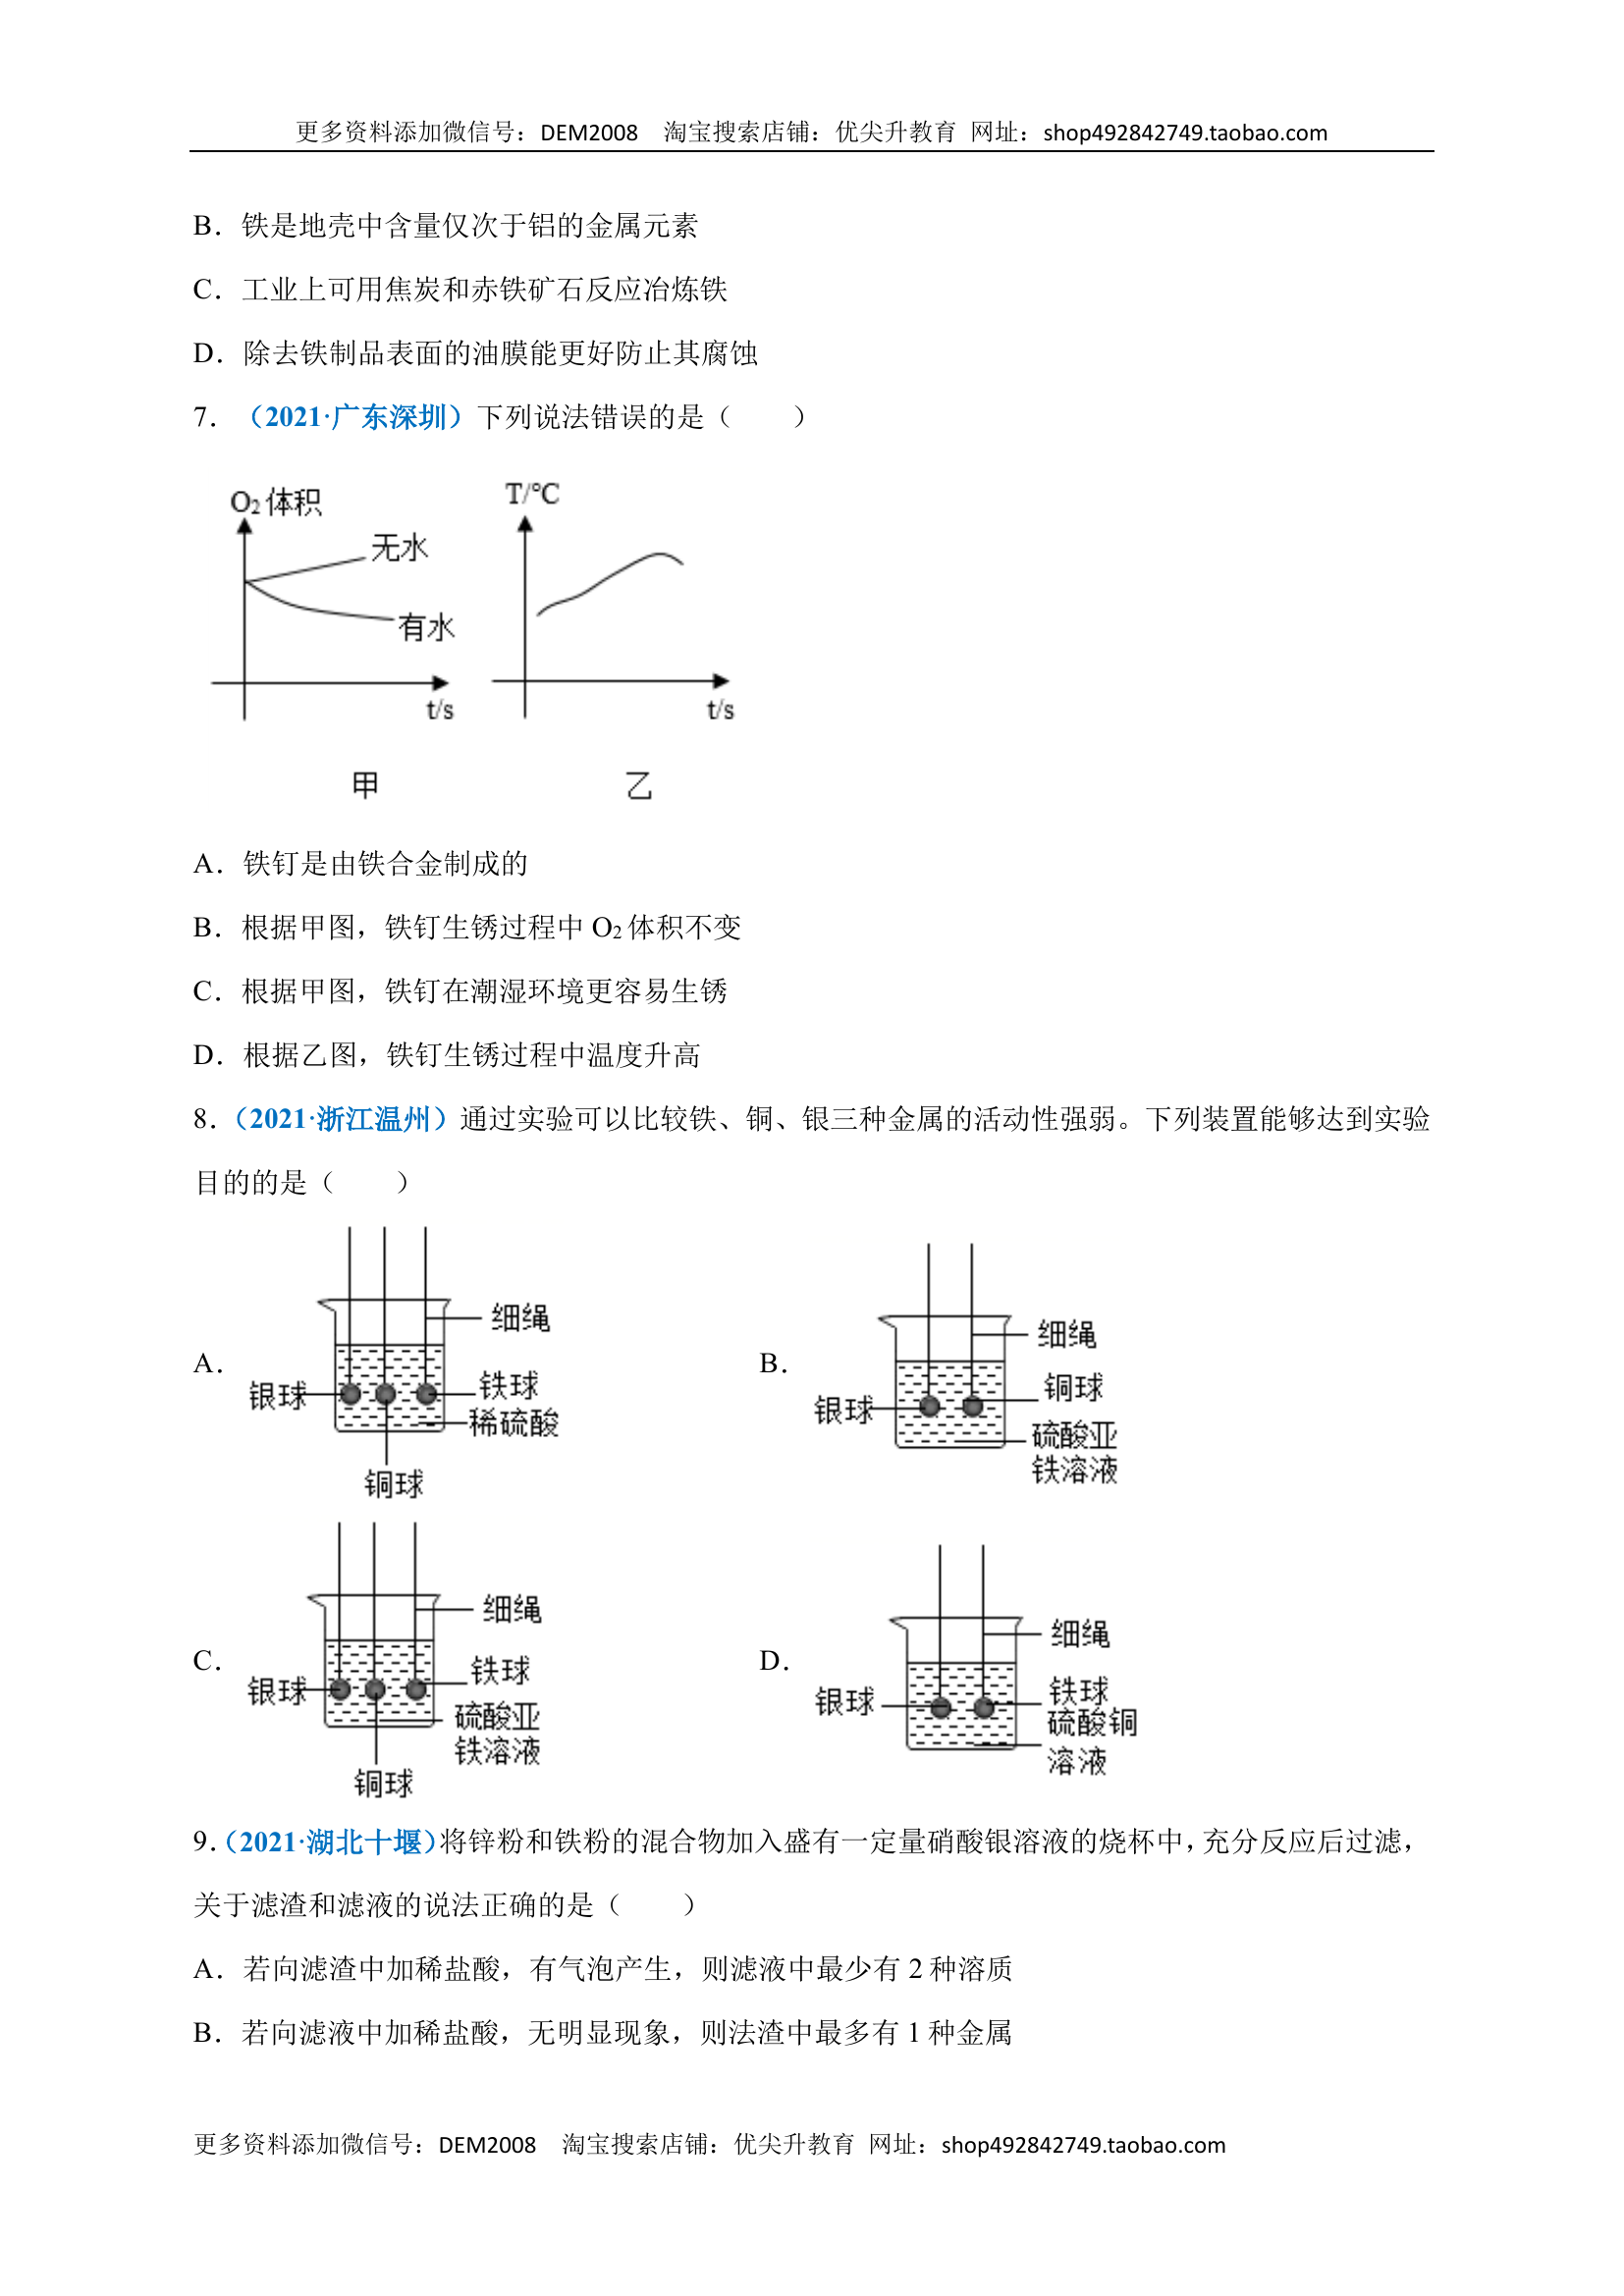 更多资料添加微信号：DEM2008 淘宝搜索店铺：优尖升教育 网址：shop492842749.taobao.com
B．铁是地壳中含量仅次于铝的金属元素
C．工业上可用焦炭和赤铁矿石反应冶炼铁
D．除去铁制品表面的油膜能更好防止其腐蚀
7．（2021·广东深圳）下列说法错误的是（　　）
O₂体积
无水
有水
t/s
甲
T/°C
t/s
乙
A．铁钉是由铁合金制成的
B．根据甲图，铁钉生锈过程中 O₂体积不变
C．根据甲图，铁钉在潮湿环境更容易生锈
D．根据乙图，铁钉生锈过程中温度升高
8．（2021·浙江温州）通过实验可以比较铁、铜、银三种金属的活动性强弱。下列装置能够达到实验
目的的是（　　）
A．
细绳
银球
铁球
稀硫酸
铜球
B．
细绳
银球
铜球
硫酸亚
铁溶液
C．
细绳
银球
铁球
硫酸亚
铁溶液
铜球
D．
细绳
银球
铁球
硫酸铜
溶液
9．（2021·湖北十堰）将锌粉和铁粉的混合物加入盛有一定量硝酸银溶液的烧杯中，充分反应后过滤，
关于滤渣和滤液的说法正确的是（　　）
A．若向滤渣中加稀盐酸，有气泡产生，则滤液中最少有 2 种溶质
B．若向滤液中加稀盐酸，无明显现象，则法渣中最多有 1 种金属
更多资料添加微信号：DEM2008 淘宝搜索店铺：优尖升教育 网址：shop492842749.taobao.com